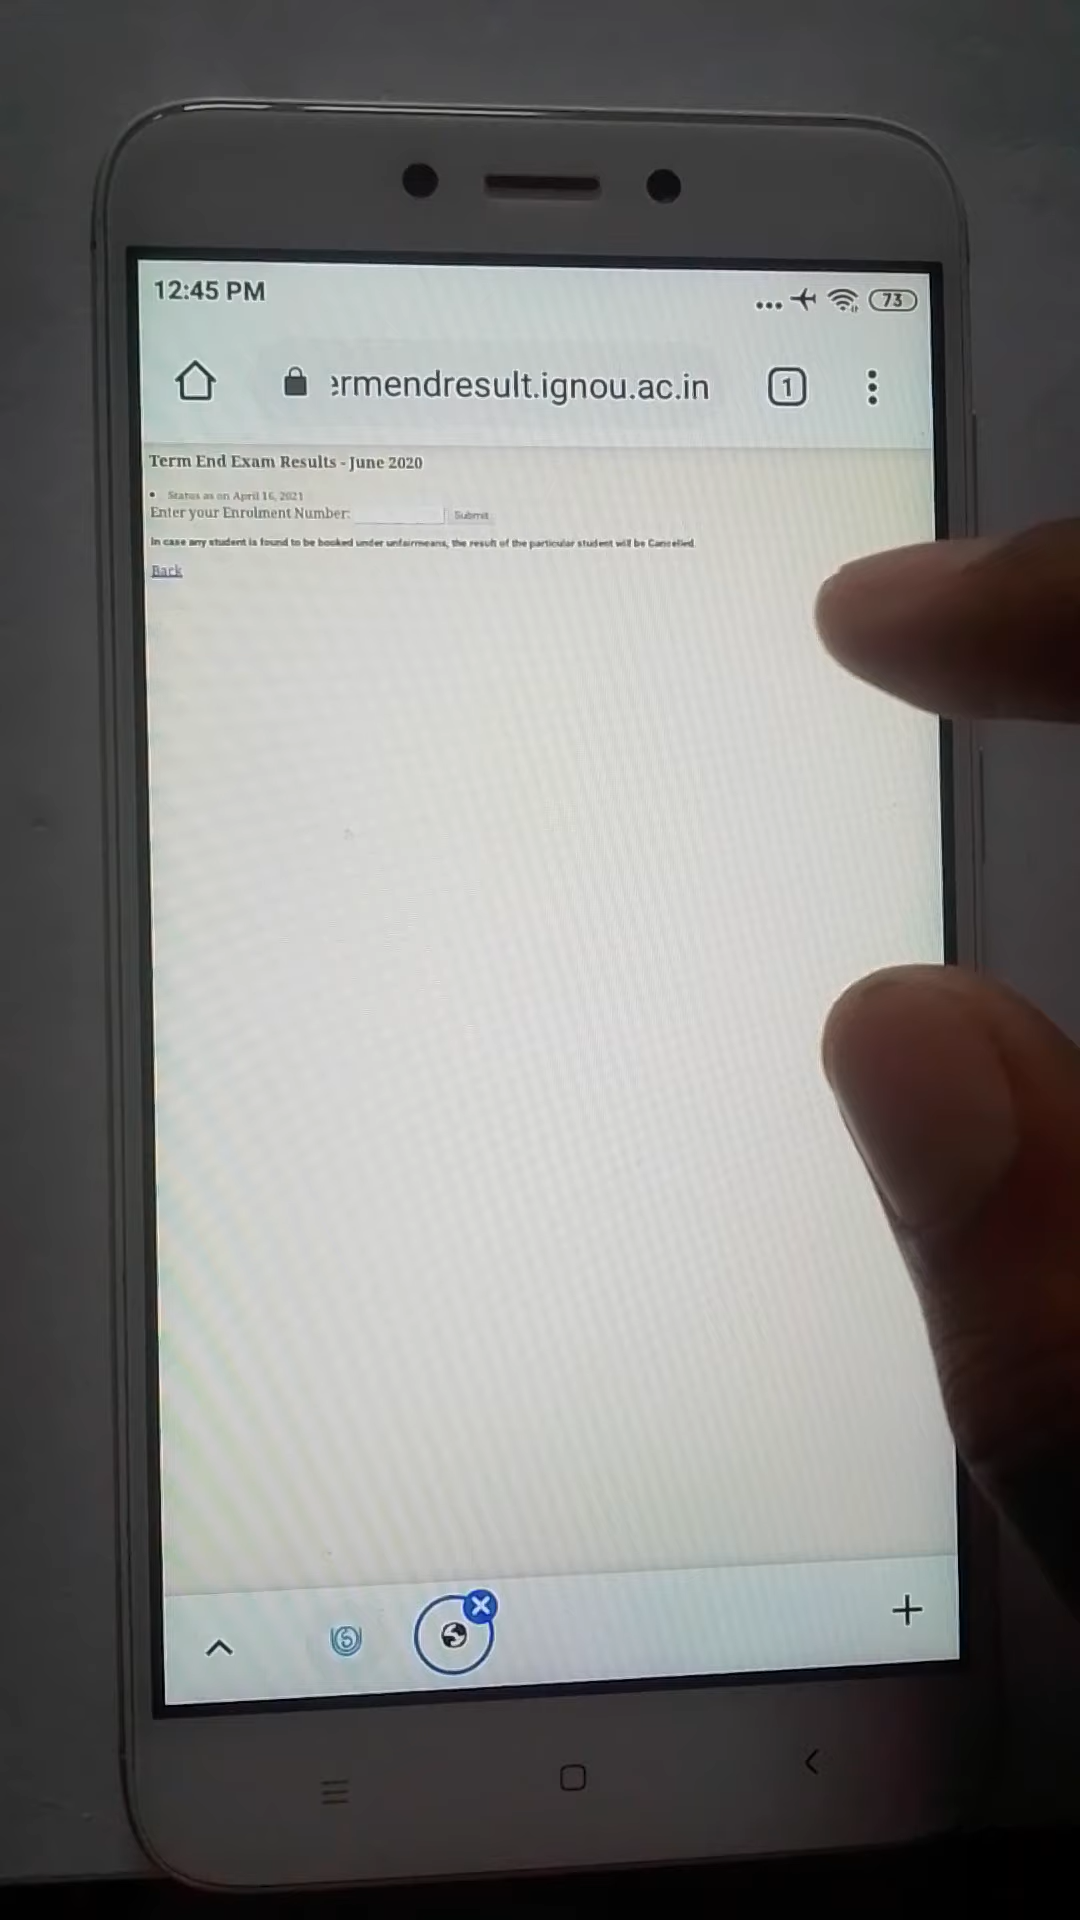 12:45 PM
73
ermendresult.ignou.ac.in
1
Term End Exam Results - June 2020
Status as on April 16, 2021
Enter your Enrolment Number:
Submit
In case any student is found to be booked under unfairmeans, the result of the particular student will be Cancelled.
Back